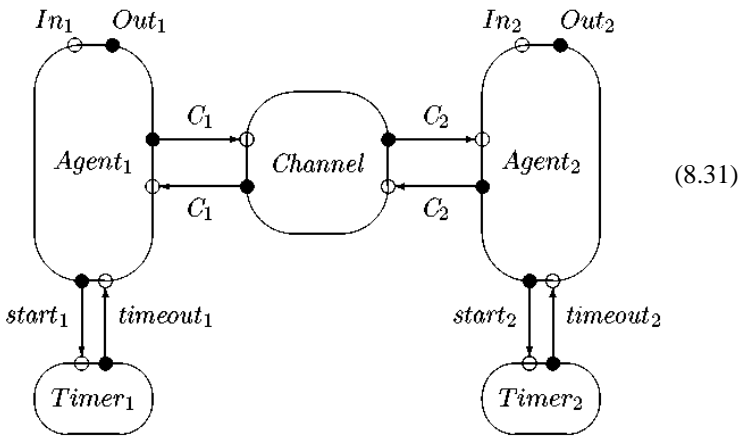 In₁ Out₁ In₂ Out₂
C₁ C₂
Agent₁ Channel Agent₂ (8.31)
C₁ C₂
start₁ timeout₁ start₂ timeout₂
Timer₁ Timer₂